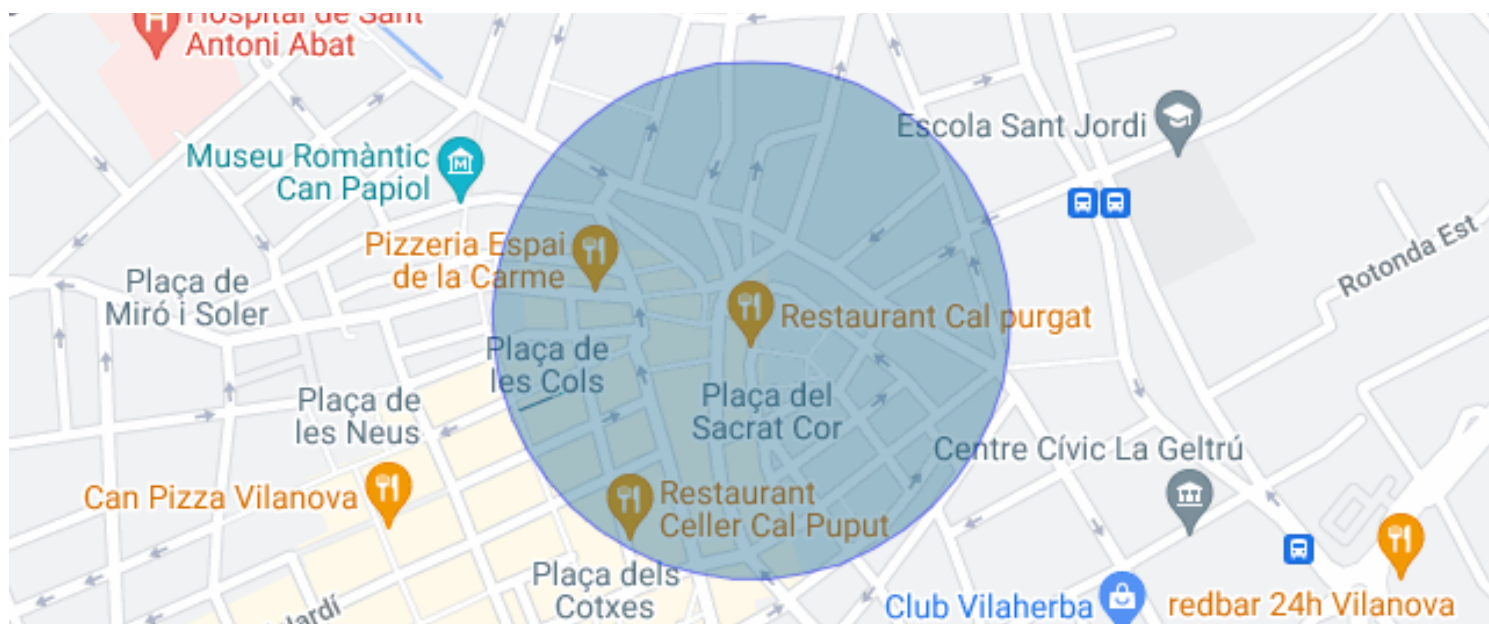 Hospital de Sant
Antoni Abat
Escola Sant Jordi
Museu Romàntic
Can Papiol
Pizzeria Espai
de la Carme
Rotonda Est
Plaça de
Miró i Soler
Restaurant Cal purgat
Plaça de
les Cols
Plaça de
les Neus
Plaça del
Sacrat Cor
Centre Cívic La Geltrú
Can Pizza Vilanova
Restaurant
Celler Cal Puput
Plaça dels
Cotxes
Club Vilaherba
redbar 24h Vilanova